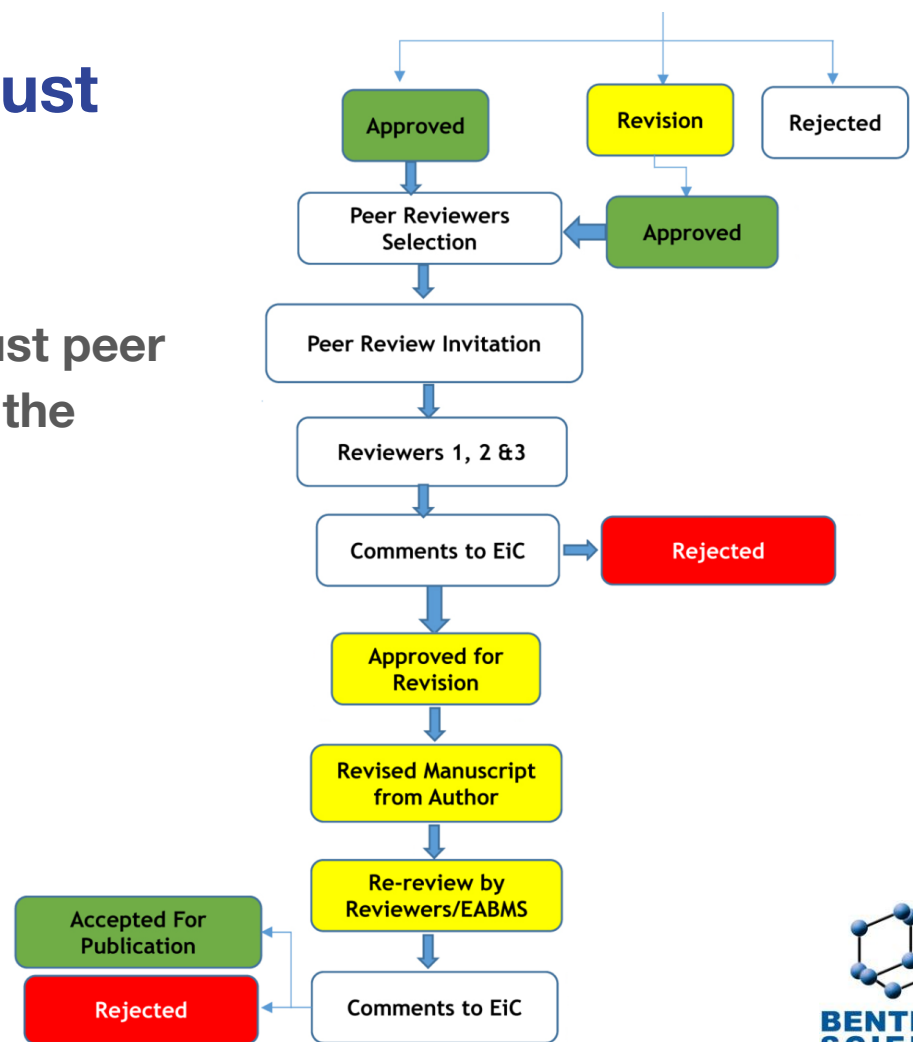 ust
ust peer
the
Approved
Revision
Rejected
Peer Reviewers
Selection
Approved
Peer Review Invitation
Reviewers 1, 2 &3
Comments to EiC
Rejected
Approved for
Revision
Revised Manuscript
from Author
Re-review by
Reviewers/EABMS
Accepted For
Publication
Rejected
Comments to EiC